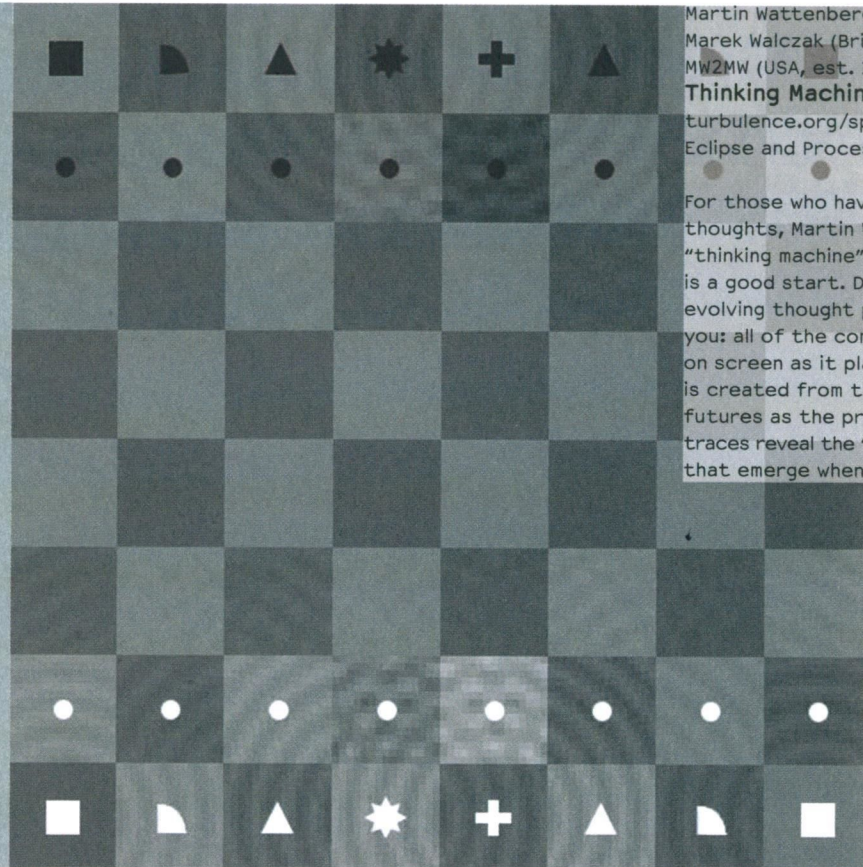 Martin Wattenber
Marek Walczak (Bri
MW2MW (USA, est.
Thinking Machin
turbulence.org/sp
Eclipse and Proce
For those who hav
thoughts, Martin
"thinking machine"
is a good start. D
evolving thought
you: all of the co
on screen as it pla
is created from t
futures as the pr
traces reveal the
that emerge when